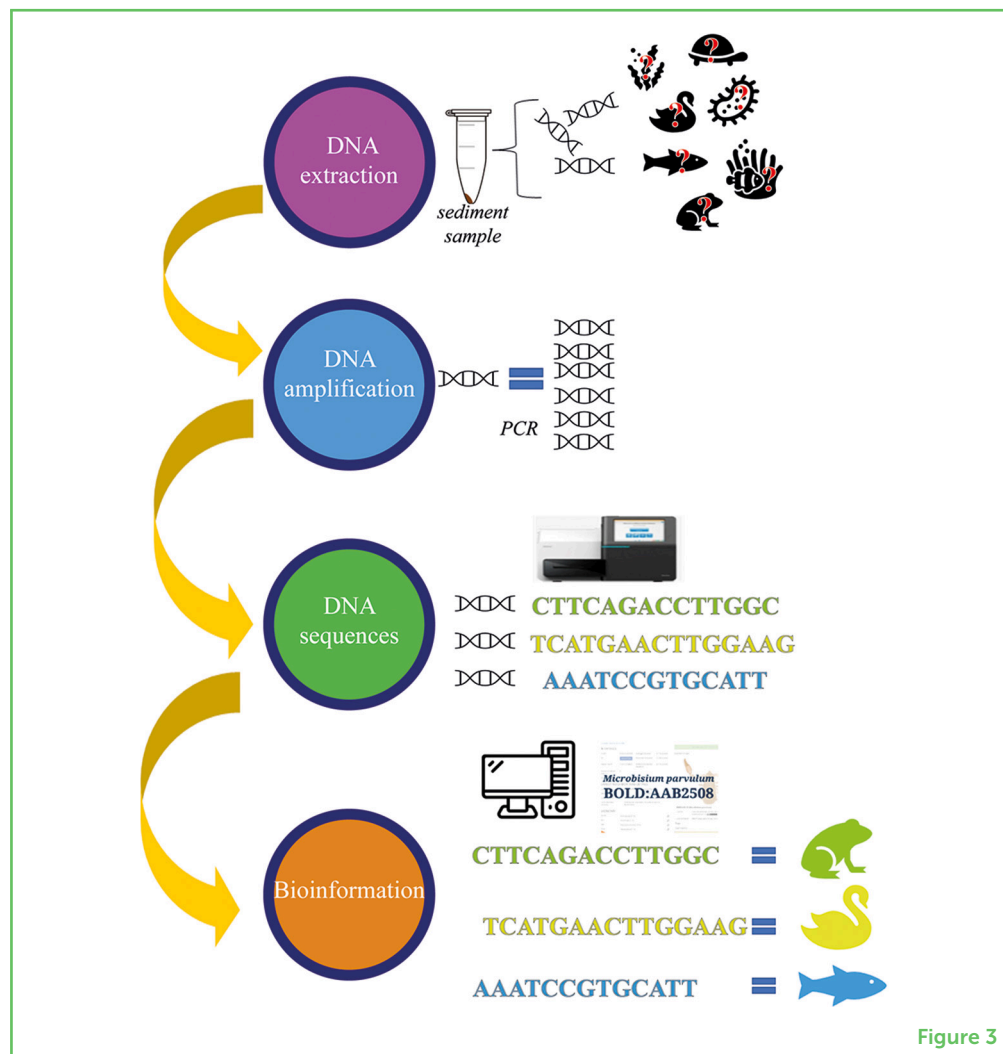 DNA
extraction
sediment
sample
? ? ? ? ? ? ?
DNA
amplification
PCR
DNA
sequences
CTTCAGACCTTGGC
TCATGAACTTGGAAG
AAATCCGTGCATT
Bioinformation
Microbisium parvulum
BOLD:AAB2508
CTTCAGACCTTGGC
TCATGAACTTGGAAG
AAATCCGTGCATT
Figure 3